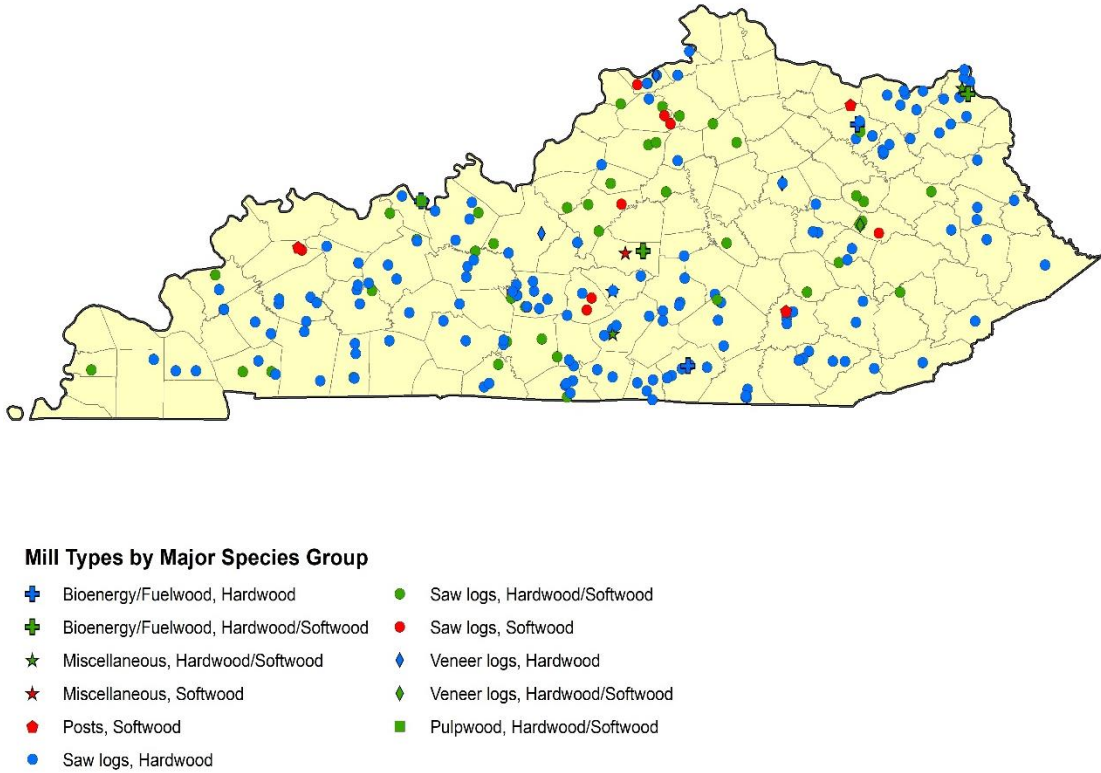 Mill Types by Major Species Group
Bioenergy/Fuelwood, Hardwood
Bioenergy/Fuelwood, Hardwood/Softwood
Miscellaneous, Hardwood/Softwood
Miscellaneous, Softwood
Posts, Softwood
Saw logs, Hardwood
Saw logs, Hardwood/Softwood
Saw logs, Softwood
Veneer logs, Hardwood
Veneer logs, Hardwood/Softwood
Pulpwood, Hardwood/Softwood